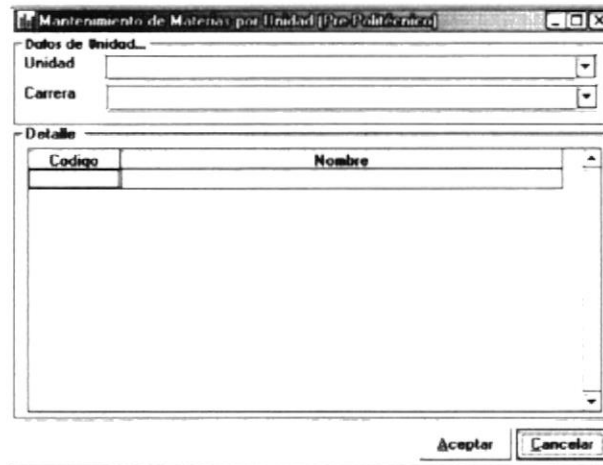 Mantenimiento de Materias por Unidad [Pre-Politécnico]
Datos de Unidad...
Unidad
Carrera
Detalle
Codigo Nombre
Aceptar Cancelar